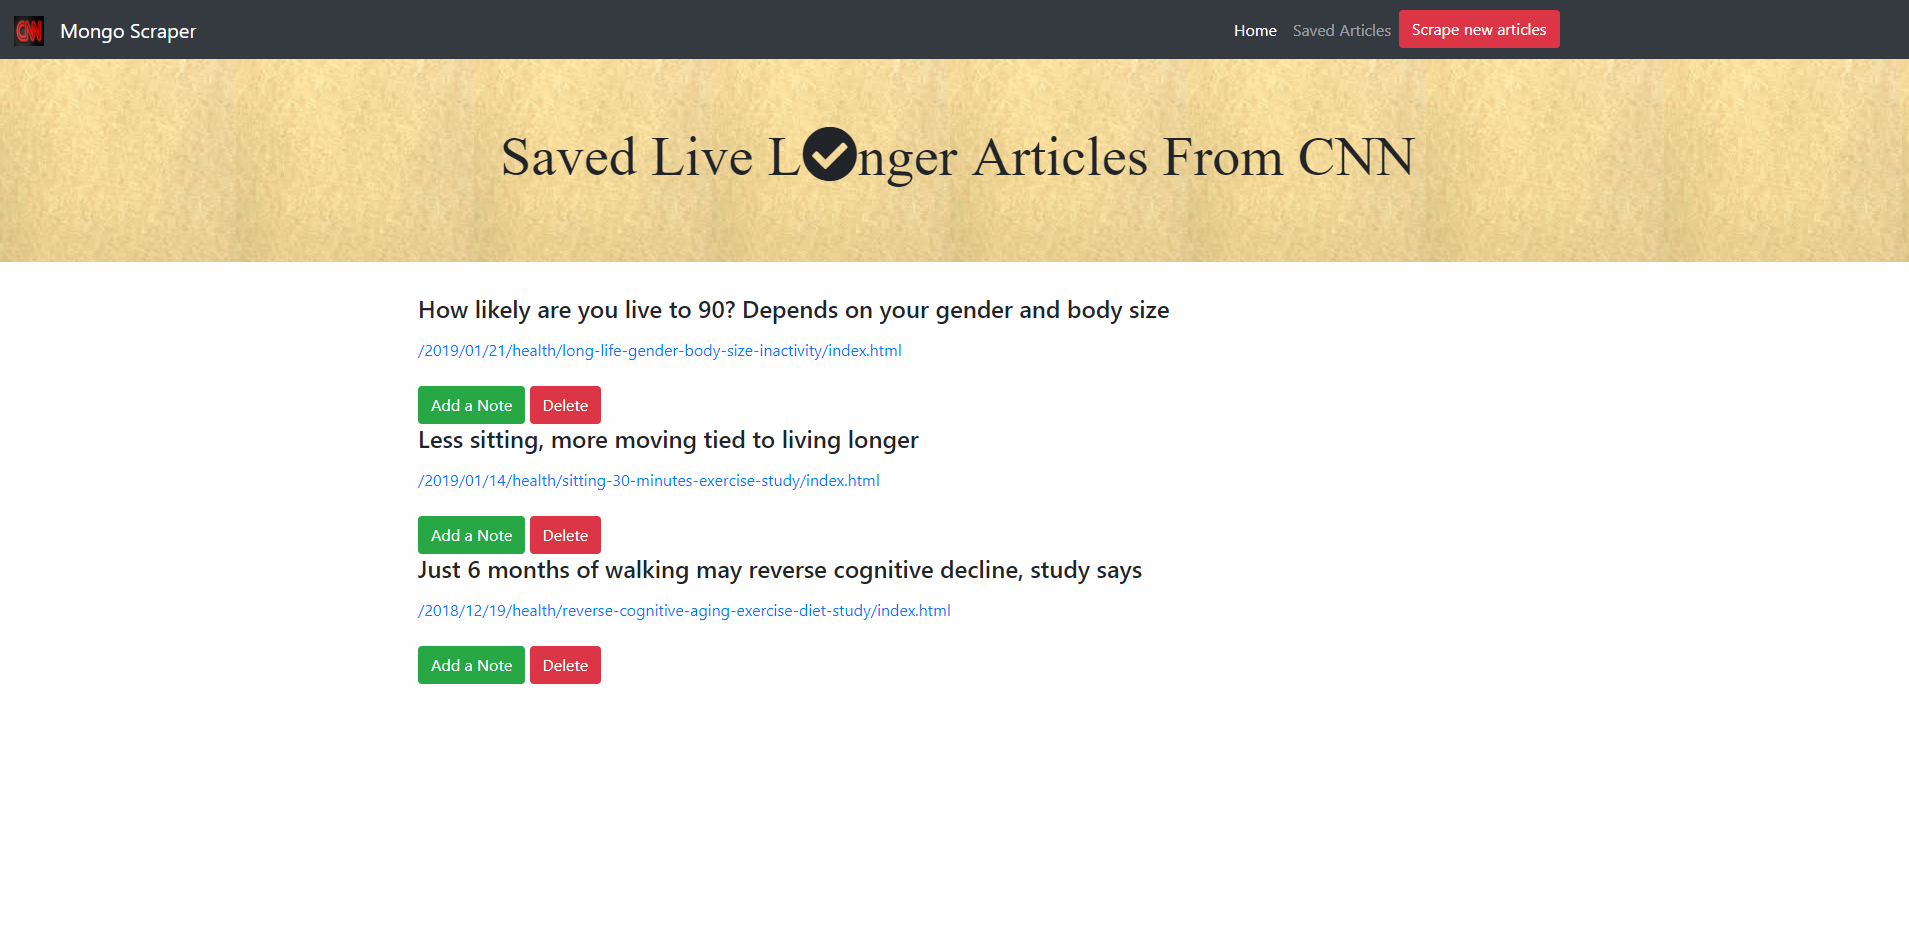 CNN Mongo Scraper Home Saved Articles Scrape new articles
Saved Live Lnger Articles From CNN
How likely are you live to 90? Depends on your gender and body size
/2019/01/21/health/long-life-gender-body-size-inactivity/index.html
Add a Note Delete
Less sitting, more moving tied to living longer
/2019/01/14/health/sitting-30-minutes-exercise-study/index.html
Add a Note Delete
Just 6 months of walking may reverse cognitive decline, study says
/2018/12/19/health/reverse-cognitive-aging-exercise-diet-study/index.html
Add a Note Delete